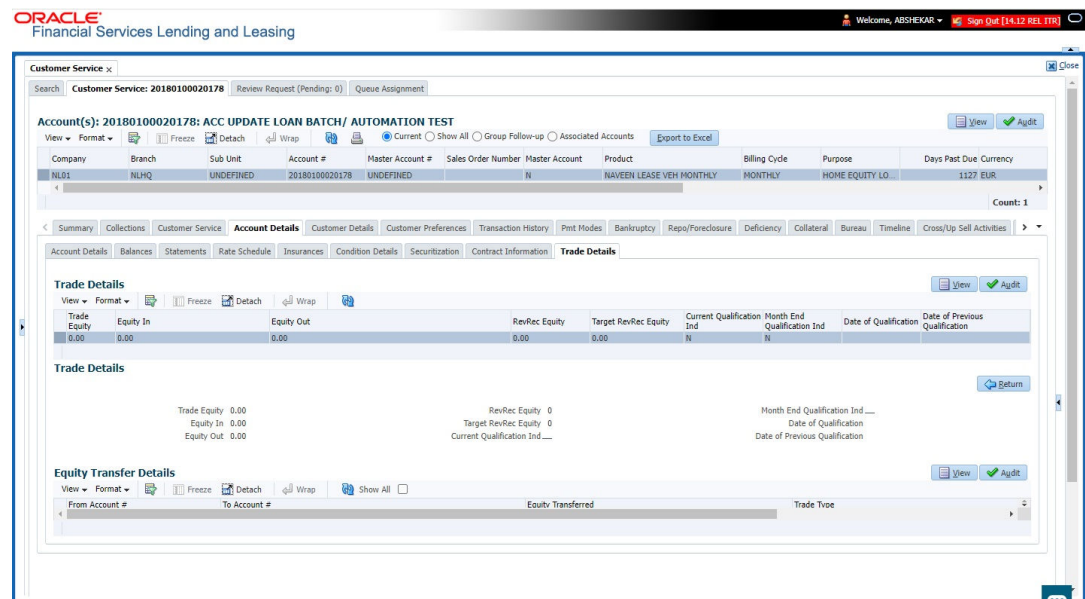 ORACLE®
Financial Services Lending and Leasing
Welcome, ABSHEKAR
Sign Out [14.12 REL ITR]
Close
Customer Service x
Search Customer Service: 20180100020178 Review Request (Pending: 0) Queue Assignment
Account(s): 20180100020178: ACC UPDATE LOAN BATCH/ AUTOMATION TEST
View Audit
View Format Freeze Detach Wrap Current Show All Group Follow-up Associated Accounts Export to Excel
Company Branch Sub Unit Account # Master Account # Sales Order Number Master Account Product Billing Cycle Purpose Days Past Due Currency
NL01 NLHQ UNDEFINED 20180100020178 UNDEFINED N NAVEEN LEASE VEH MONTHLY MONTHLY HOME EQUITY LO... 1127 EUR
Count: 1
Summary Collections Customer Service Account Details Customer Details Customer Preferences Transaction History Pmt Modes Bankruptcy Repo/Foreclosure Deficiency Collateral Bureau Timeline Cross/Up Sell Activities
Account Details Balances Statements Rate Schedule Insurances Condition Details Securitization Contract Information Trade Details
Trade Details
View Audit
View Format Freeze Detach Wrap
Trade Equity Equity In Equity Out RevRec Equity Target RevRec Equity Current Qualification Ind Month End Qualification Ind Date of Qualification Date of Previous Qualification
0.00 0.00 0.00 0.00 0.00 N N
Trade Details
Return
Trade Equity 0.00 RevRec Equity 0 Month End Qualification Ind
Equity In 0.00 Target RevRec Equity 0 Date of Qualification
Equity Out 0.00 Current Qualification Ind Date of Previous Qualification
Equity Transfer Details
View Audit
View Format Freeze Detach Wrap Show All
From Account # To Account # Equity Transferred Trade Type